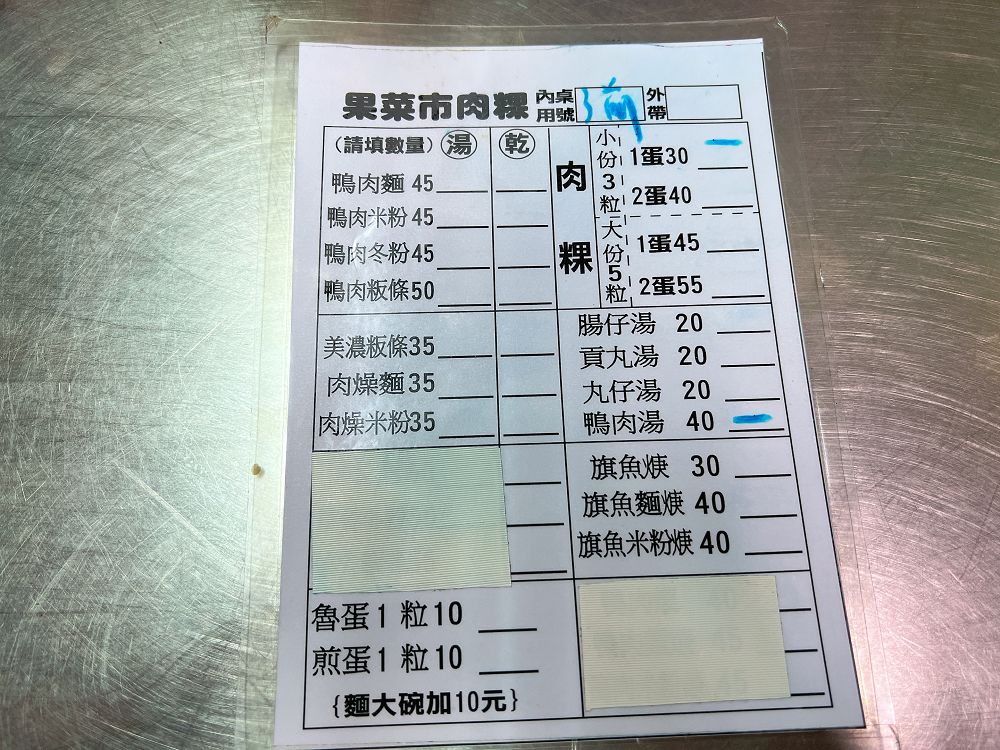 果菜市肉粿 內用 桌號 外帶
(請填數量) 湯 乾
鴨肉麵 45
鴨肉米粉 45
鴨肉冬粉 45
鴨肉粄條 50
美濃粄條 35
肉燥麵 35
肉燥米粉 35
魯蛋 1 粒 10
煎蛋 1 粒 10
{麵大碗加10元}
肉粿
小份3粒
1蛋30
2蛋40
大份5粒
1蛋45
2蛋55
腸仔湯 20
貢丸湯 20
丸仔湯 20
鴨肉湯 40
旗魚焿 30
旗魚麵焿 40
旗魚米粉焿 40